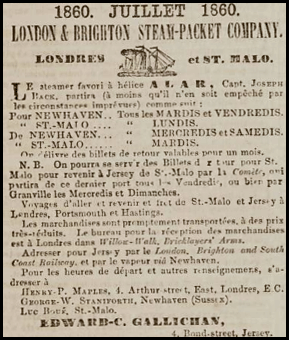 1860. JUILLET 1860.
LONDON & BRIGHTON STEAM-PACKET COMPANY.
LONDRES et ST. MALO.
LE steamer favori à hélice ALAR, Capt. JOSEPH
BACK, partira (à moins qu'il n'en soit empêché par
les circonstances imprévues) comme suit :
Pour NEWHAVEN.. Tous les MARDIS et VENDREDIS.
" ST.-MALO.... " LUNDIS.
De NEWHAVEN.. " MERCREDIS et SAMEDIS.
" ST.-MALO...... " MARDIS.
On délivre des billets de retour valables pour un mois.
N. B. On pourra se servir des Billets de retour pour St.
Malo pour revenir à Jersey de St.-Malo par la Comète, qui
partira de ce dernier port tous les Vendredis, ou bien par
Granville les Mercredis et Dimanches.
Voyages d'aller et revenir et fret de St.-Malo et Jersey à
Londres, Portsmouth et Hastings.
Les marchandises sont promptement transportées, à des prix
très-réduits. Le bureau pour la réception des marchandises
est à Londres dans Willow-Walk, Bricklayers' Arms.
Adresser pour Jersey par le London, Brighton and South
Coast Railway, et par le vapeur via Newhaven.
Pour les heures de départ et autres renseignemens, s'a-
dresser à
HENRY-P. MAPLES, 4, Arthur street, East, Londres, E.C.
GEORGE-W. STANIFORTH, Newhaven (Sussex).
LUC BOUÉ, St.-Malo.
EDWARD-C. GALLICHAN,
4, Bond-street, Jersey.